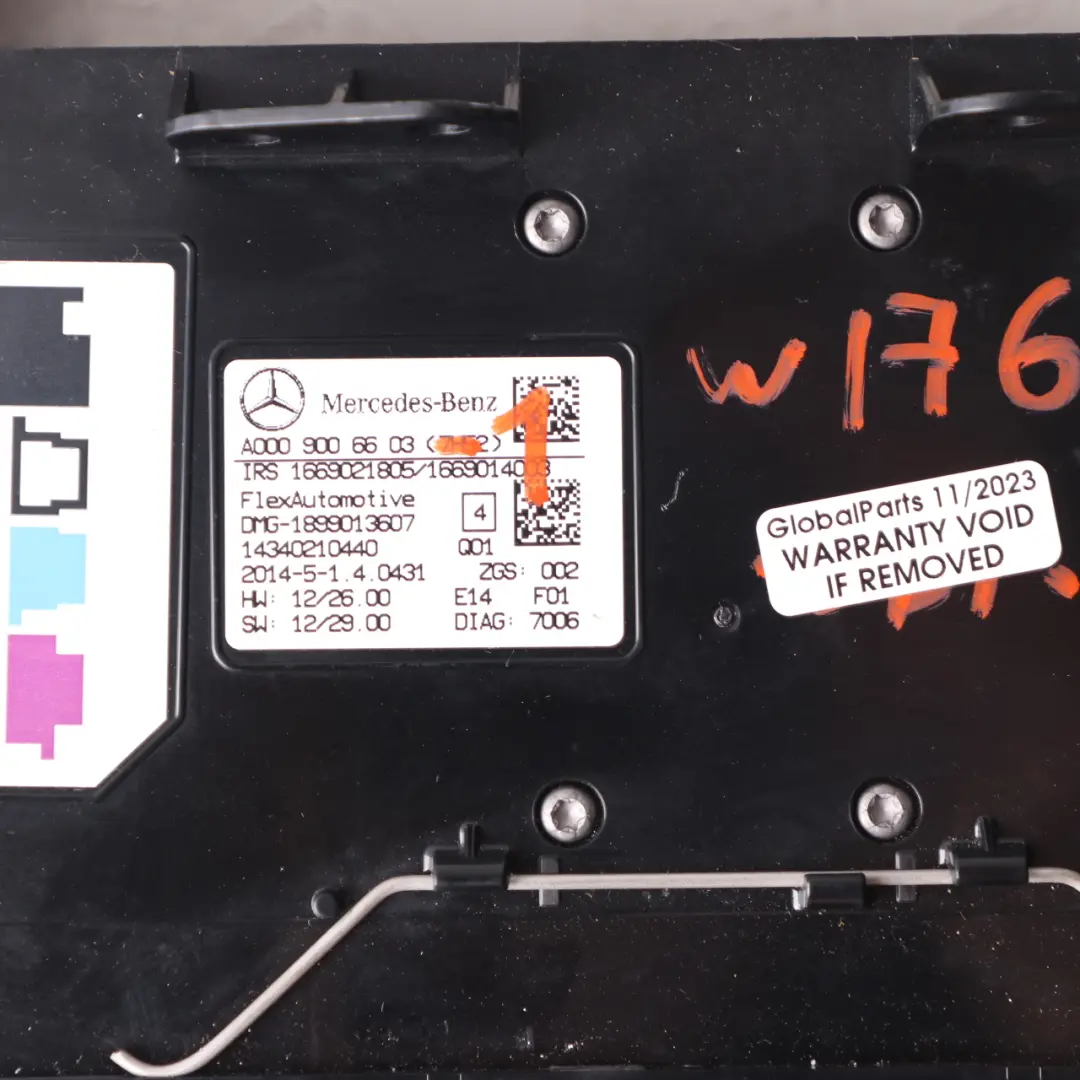 Mercedes-Benz
A000 900 66 03
IRS 1669021805/1669014003
FlexAutomotive
DMG-1899013607
4
14340210440
Q01
2014-5-1.4.0431 ZGS: 002
HW: 12/26.00 E14 F01
SW: 12/29.00 DIAG: 7006
1
W176
GlobalParts 11/2023
WARRANTY VOID
IF REMOVED